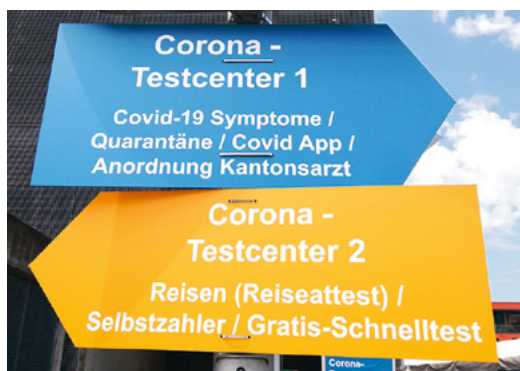 Corona -
Testcenter 1
Covid-19 Symptome /
Quarantäne / Covid App /
Anordnung Kantonsarzt
Corona -
Testcenter 2
Reisen (Reiseattest) /
Selbstzahler / Gratis-Schnelltest
Corona-